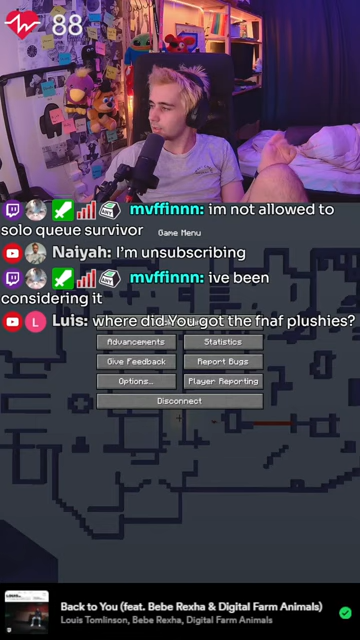 88
mvffinnn: im not allowed to
solo queue survivor
Game Menu
Naiyah: I'm unsubscribing
mvffinnn: ive been
considering it
Luis: where did You got the fnaf plushies?
Advancements
Statistics
Give Feedback
Report Bugs
Options...
Player Reporting
Disconnect
Back to You (feat. Bebe Rexha & Digital Farm Animals)
Louis Tomlinson, Bebe Rexha, Digital Farm Animals